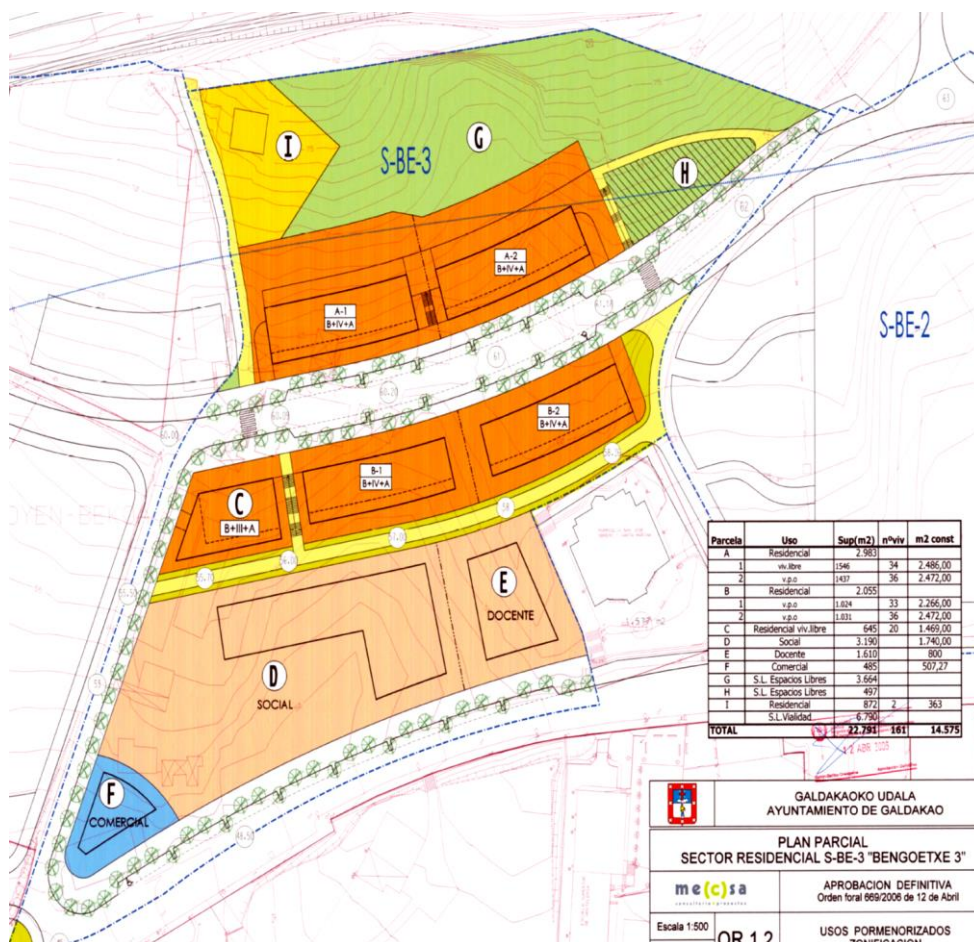 I
G
S-BE-3
H
A-2
B+IV+A
A-1
B+IV+A
S-BE-2
61
60.20
B-2
B+IV+A
B-1
B+IV+A
C
B+III+A
58
E
DOCENTE
D
SOCIAL
F
COMERCIAL
Parcela Uso Sup(m2) nºviv m2 const
A Residencial 2.983
1 viv.libre 1546 34 2.486,00
2 v.p.o 1437 36 2.472,00
B Residencial 2.055
1 v.p.o 1.024 33 2.266,00
2 v.p.o 1.031 36 2.472,00
C Residencial viv.libre 645 20 1.469,00
D Social 3.190 1.740,00
E Docente 1.610 800
F Comercial 485 507,27
G S.L. Espacios Libres 3.664
H S.L. Espacios Libres 497
I Residencial 872 2 363
S.L.Vialidad 6.790
TOTAL 22.791 161 14.575
GALDAKAOKO UDALA
AYUNTAMIENTO DE GALDAKAO
PLAN PARCIAL
SECTOR RESIDENCIAL S-BE-3 "BENGOETXE 3"
me(c)sa
APROBACION DEFINITIVA
Orden foral 669/2006 de 12 de Abril
Escala 1:500
OR 1.2
USOS PORMENORIZADOS
ZONIFICACION